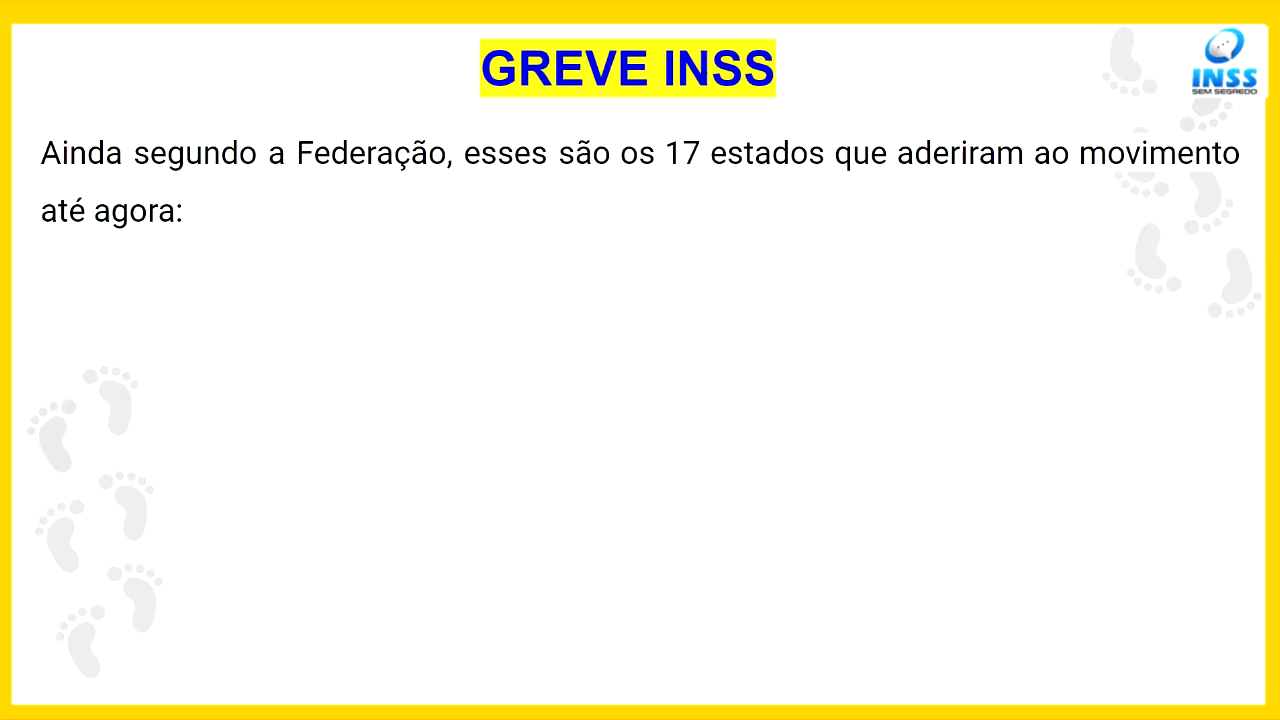 GREVE INSS
INSS
SEM SEGREDO
Ainda segundo a Federação, esses são os 17 estados que aderiram ao movimento
até agora: